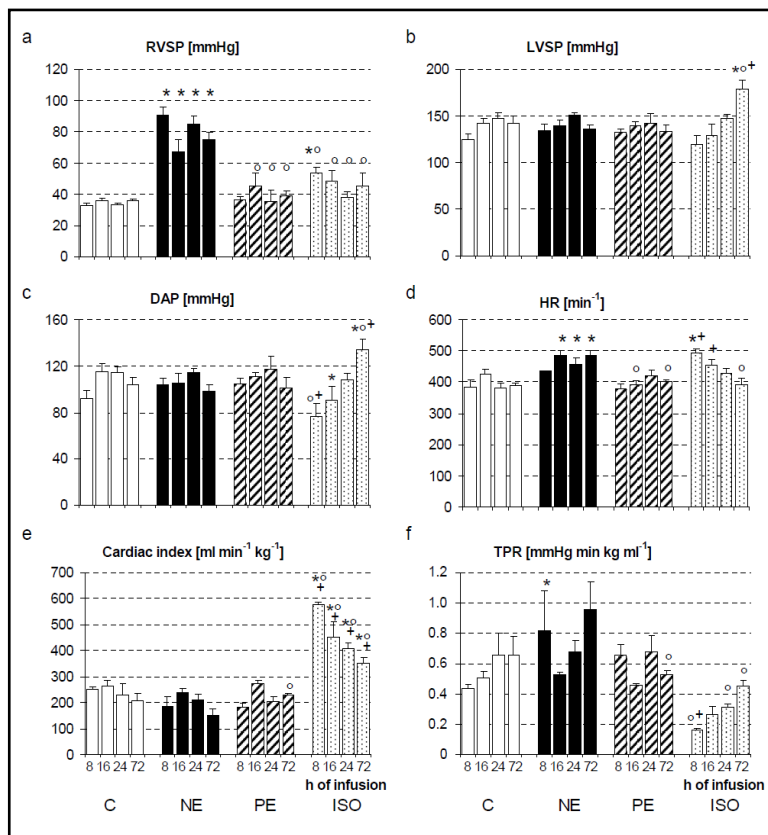 a
RVSP [mmHg]
120
100
80
60
40
20
0
* * * *
o o o
*o o o o
b
LVSP [mmHg]
200
150
100
50
0
*o+
c
DAP [mmHg]
160
120
80
40
0
o+ * *o+
d
HR [min⁻¹]
600
500
400
300
200
100
0
* * *
o o
*+ + o
e
Cardiac index [ml min⁻¹ kg⁻¹]
700
600
500
400
300
200
100
0
o
*o+ *o+ *o+ *o+
8 16 24 72 8 16 24 72 8 16 24 72 8 16 24 72
h of infusion
C NE PE ISO
f
TPR [mmHg min kg ml⁻¹]
1.2
1.0
0.8
0.6
0.4
0.2
0
*
o
o+ o o
8 16 24 72 8 16 24 72 8 16 24 72 8 16 24 72
h of infusion
C NE PE ISO